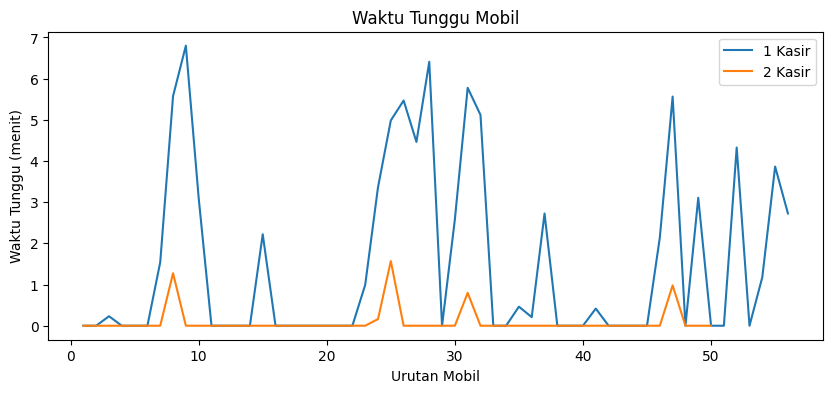 Waktu Tunggu Mobil
1 Kasir
2 Kasir
Waktu Tunggu (menit)
7
6
5
4
3
2
1
0
0 10 20 30 40 50
Urutan Mobil